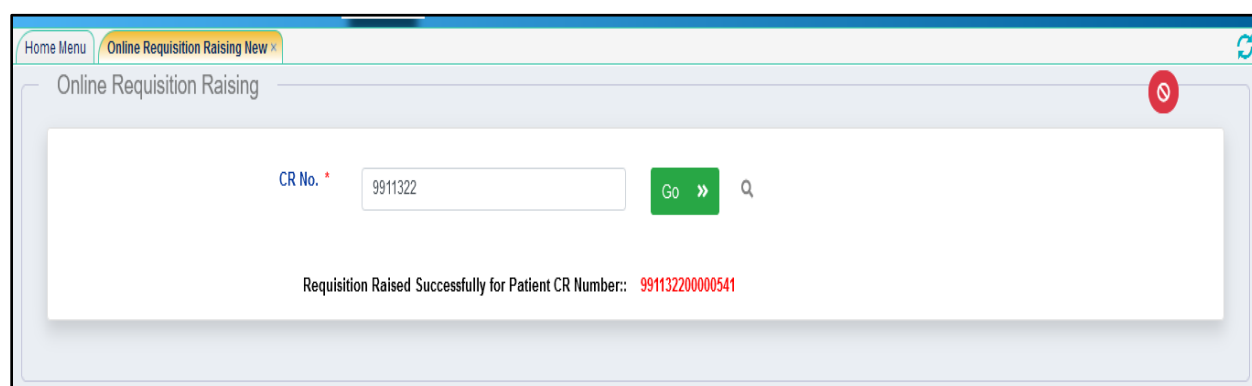 Home Menu Online Requisition Raising New ×
Online Requisition Raising
CR No. * 9911322 Go »
Requisition Raised Successfully for Patient CR Number:: 991132200000541